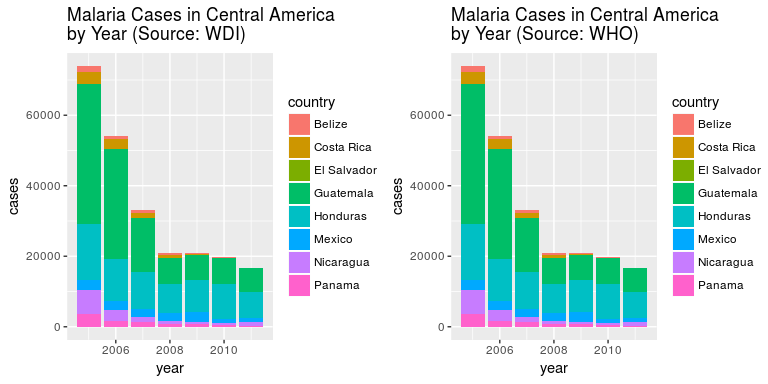 Malaria Cases in Central America
by Year (Source: WDI)
cases
60000
40000
20000
0
2006
2008
2010
year
country
Belize
Costa Rica
El Salvador
Guatemala
Honduras
Mexico
Nicaragua
Panama
Malaria Cases in Central America
by Year (Source: WHO)
cases
60000
40000
20000
0
2006
2008
2010
year
country
Belize
Costa Rica
El Salvador
Guatemala
Honduras
Mexico
Nicaragua
Panama